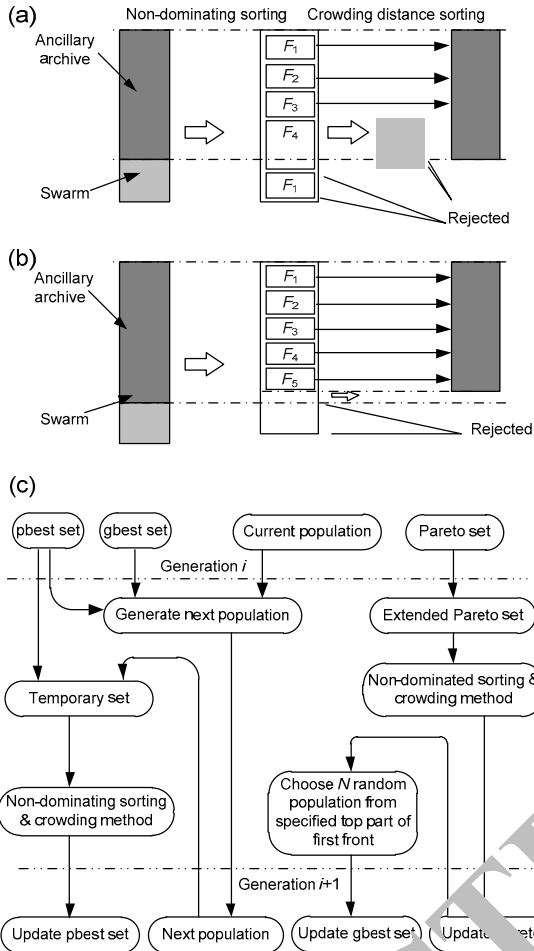 (a)
Non-dominating sorting Crowding distance sorting
Ancillary
archive
F1
F2
F3
F4
F1
Swarm
Rejected
(b)
Ancillary
archive
F1
F2
F3
F4
F5
Swarm
Rejected
(c)
pbest set
gbest set
Current population
Pareto set
Generation i
Generate next population
Extended Pareto set
Temporary set
Non-dominated sorting &
crowding method
Non-dominating sorting
& crowding method
Choose N random
population from
specified top part of
first front
Generation i+1
Update pbest set
Next population
Update gbest set